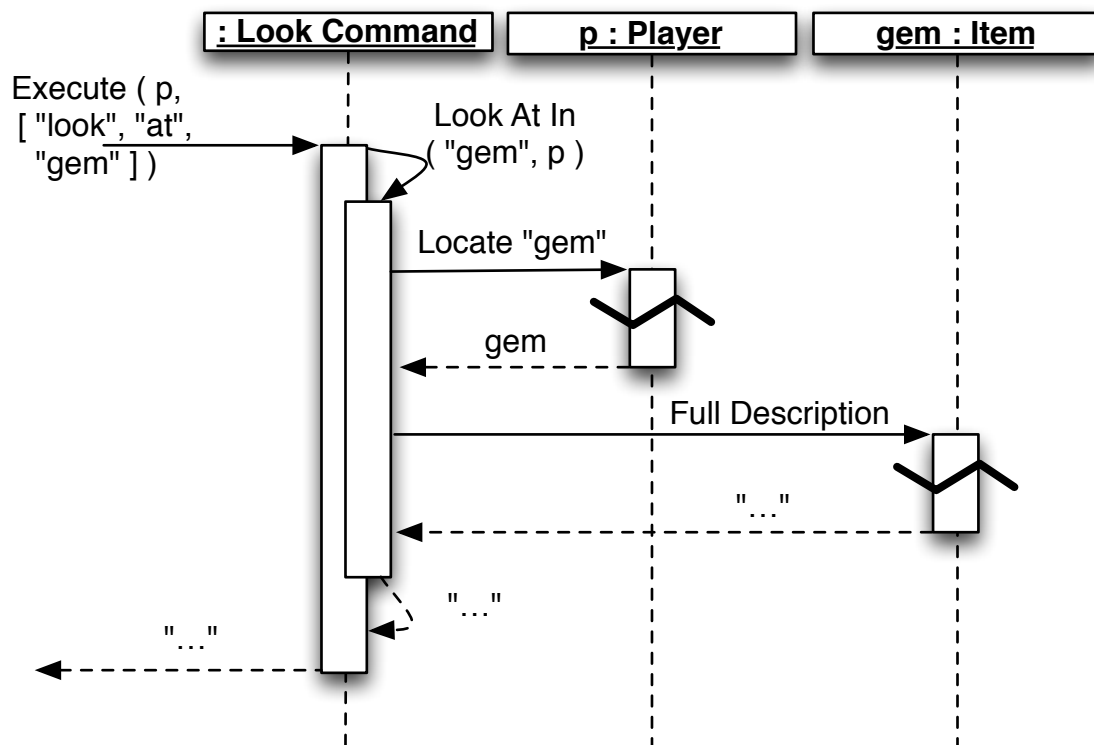 : Look Command
p : Player
gem : Item
Execute ( p,
[ "look", "at",
"gem" ] )
Look At In
( "gem", p )
Locate "gem"
gem
Full Description
"..."
"..."
"..."